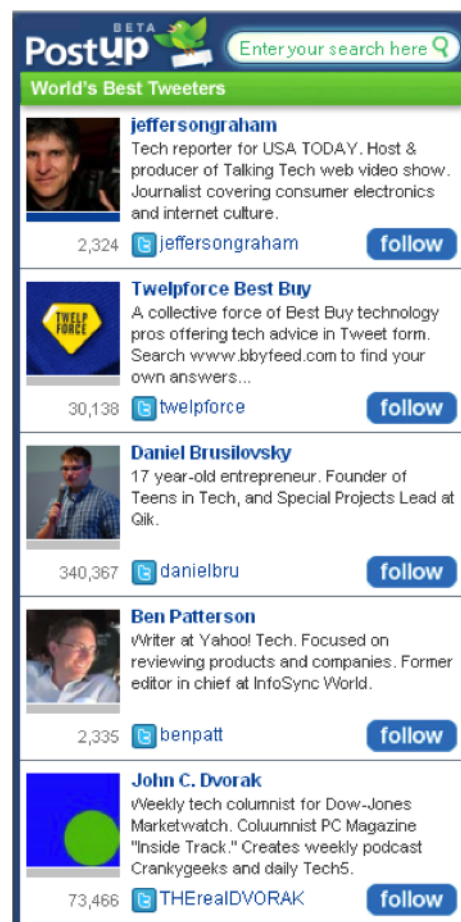 BETA
PostUp
Enter your search here
World's Best Tweeters
jeffersongraham
Tech reporter for USA TODAY. Host &
producer of Talking Tech web video show.
Journalist covering consumer electronics
and internet culture.
2,324 jeffersongraham follow
TWELP
FORCE
Twelpforce Best Buy
A collective force of Best Buy technology
pros offering tech advice in Tweet form.
Search www.bbyfeed.com to find your
own answers...
30,138 twelpforce follow
Daniel Brusilovsky
17 year-old entrepreneur. Founder of
Teens in Tech, and Special Projects Lead at
Qik.
340,367 danielbru follow
Ben Patterson
Writer at Yahoo! Tech. Focused on
reviewing products and companies. Former
editor in chief at InfoSync World.
2,335 benpatt follow
John C. Dvorak
Weekly tech columnist for Dow-Jones
Marketwatch. Coluumnist PC Magazine
"Inside Track." Creates weekly podcast
Crankygeeks and daily Tech5.
73,466 THErealDVORAK follow